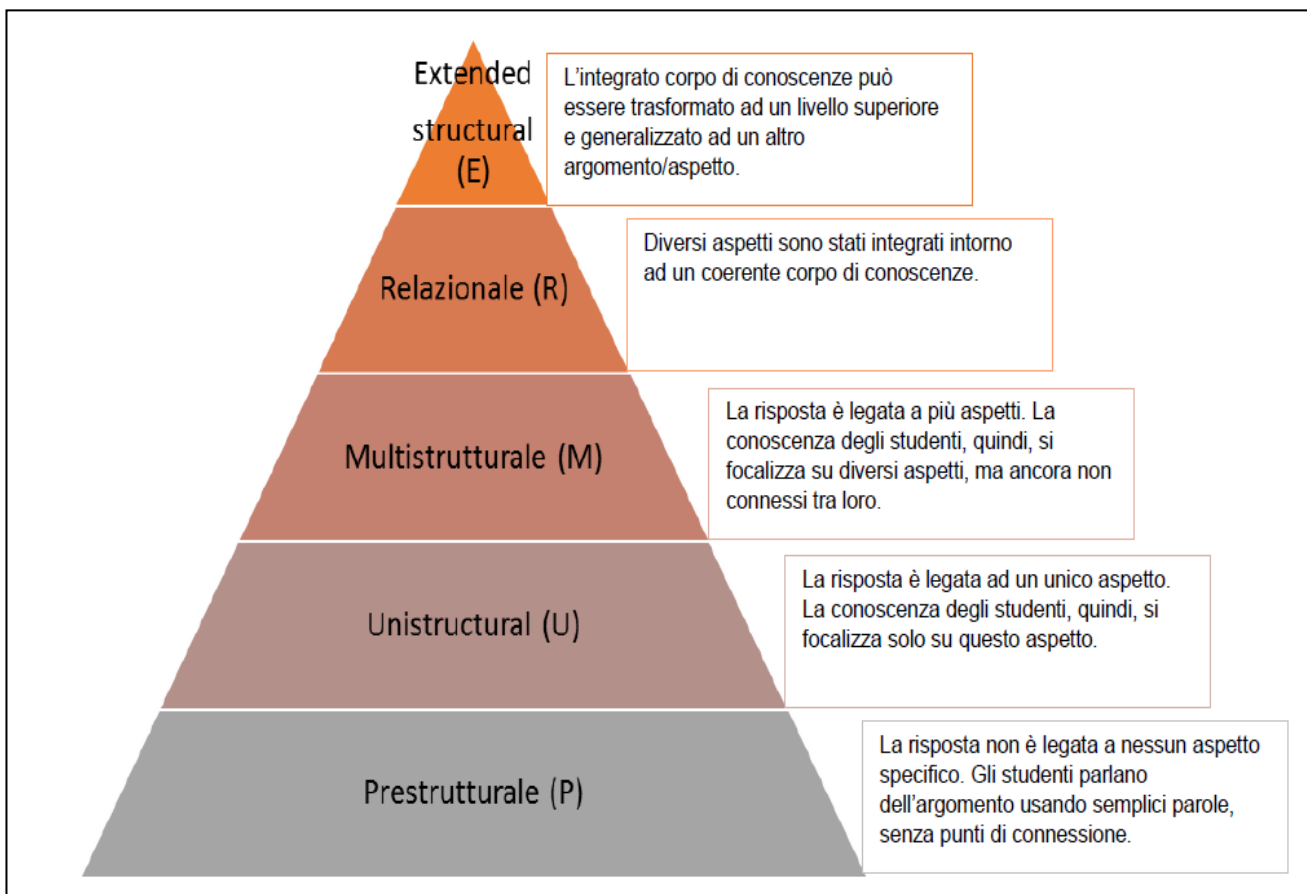 Extended
structural
(E)
L'integrato corpo di conoscenze può
essere trasformato ad un livello superiore
e generalizzato ad un altro
argomento/aspetto.
Relazionale (R)
Diversi aspetti sono stati integrati intorno
ad un coerente corpo di conoscenze.
Multistrutturale (M)
La risposta è legata a più aspetti. La
conoscenza degli studenti, quindi, si
focalizza su diversi aspetti, ma ancora non
connessi tra loro.
Unistructural (U)
La risposta è legata ad un unico aspetto.
La conoscenza degli studenti, quindi, si
focalizza solo su questo aspetto.
Prestrutturale (P)
La risposta non è legata a nessun aspetto
specifico. Gli studenti parlano
dell'argomento usando semplici parole,
senza punti di connessione.